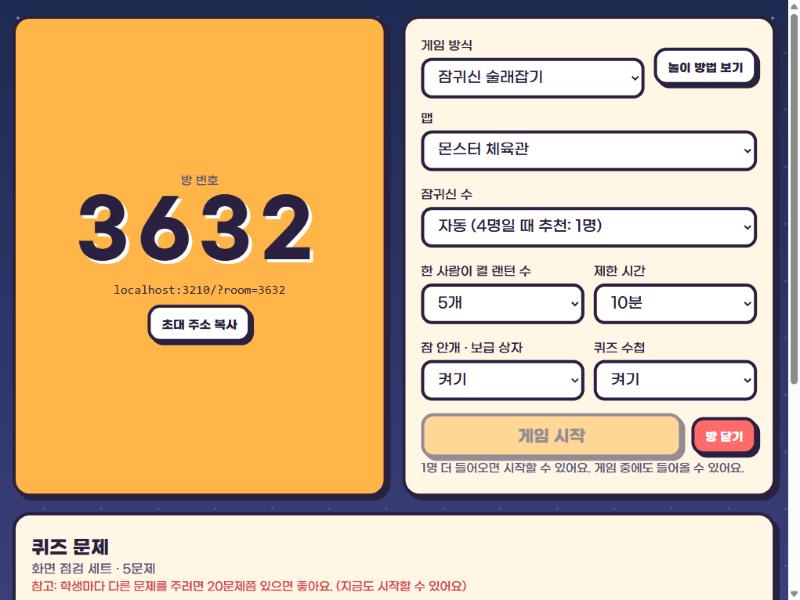 방 번호
3632
localhost:3210/?room=3632
초대 주소 복사
게임 방식
잠귀신 술래잡기
놀이 방법 보기
맵
몬스터 체육관
잠귀신 수
자동 (4명일 때 추천: 1명)
한 사람이 켤 랜턴 수
제한 시간
5개
10분
잠 안개 · 보급 상자
퀴즈 수첩
켜기
켜기
게임 시작
방 닫기
1명 더 들어오면 시작할 수 있어요. 게임 중에도 들어올 수 있어요.
퀴즈 문제
화면 점검 세트 · 5문제
참고: 학생마다 다른 문제를 주려면 20문제쯤 있으면 좋아요. (지금도 시작할 수 있어요)